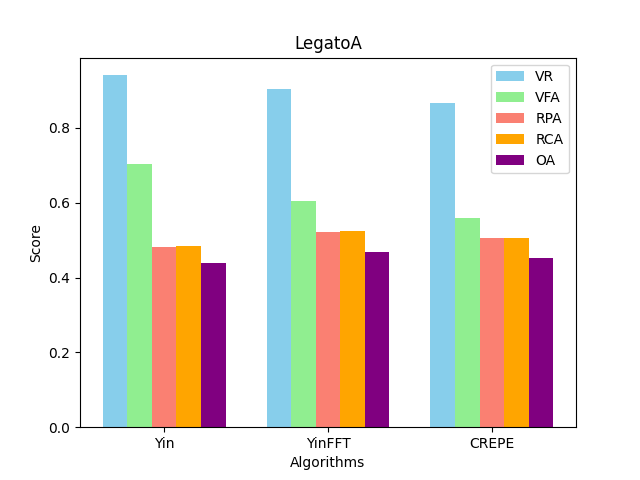 LegatoA
VR
VFA
RPA
RCA
OA
Score
0.8
0.6
0.4
0.2
0.0
Yin
YinFFT
CREPE
Algorithms